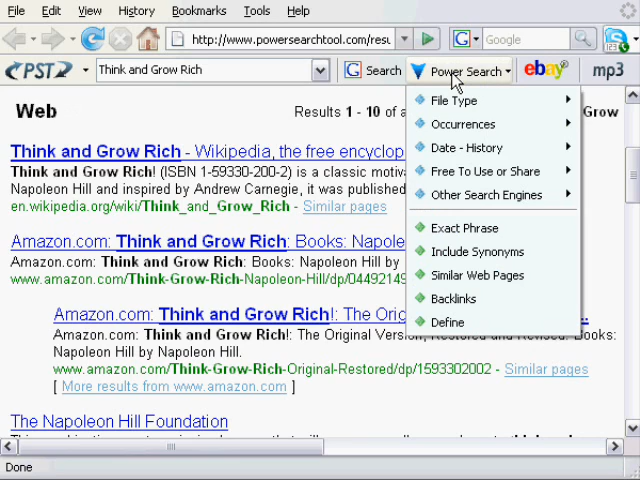 File Edit View History Bookmarks Tools Help
http://www.powersearchtool.com/resu
G Google
123
PST Think and Grow Rich G Search Power Search ebay mp3
Web Results 1 - 10 of a Grow
File Type
Occurrences
Date - History
Free To Use or Share
Other Search Engines
Exact Phrase
Include Synonyms
Similar Web Pages
Backlinks
Define
Think and Grow Rich - Wikipedia, the free encyclop
Think and Grow Rich! (ISBN 1-59330-200-2) is a classic motiva
Napoleon Hill and inspired by Andrew Carnegie, it was published
en.wikipedia.org/wiki/Think_and_Grow_Rich - Similar pages
Amazon.com: Think and Grow Rich: Books: Napole
Amazon.com: Think and Grow Rich: Books: Napoleon Hill by
www.amazon.com/Think-Grow-Rich-Napoleon-Hill/dp/04492149
Amazon.com: Think and Grow Rich!: The Orig
Amazon.com: Think and Grow Rich!: The Original Version, Restored and Revised: Books:
Napoleon Hill by Napoleon Hill.
www.amazon.com/Think-Grow-Rich-Original-Restored/dp/1593302002 - Similar pages
[ More results from www.amazon.com ]
The Napoleon Hill Foundation
Done